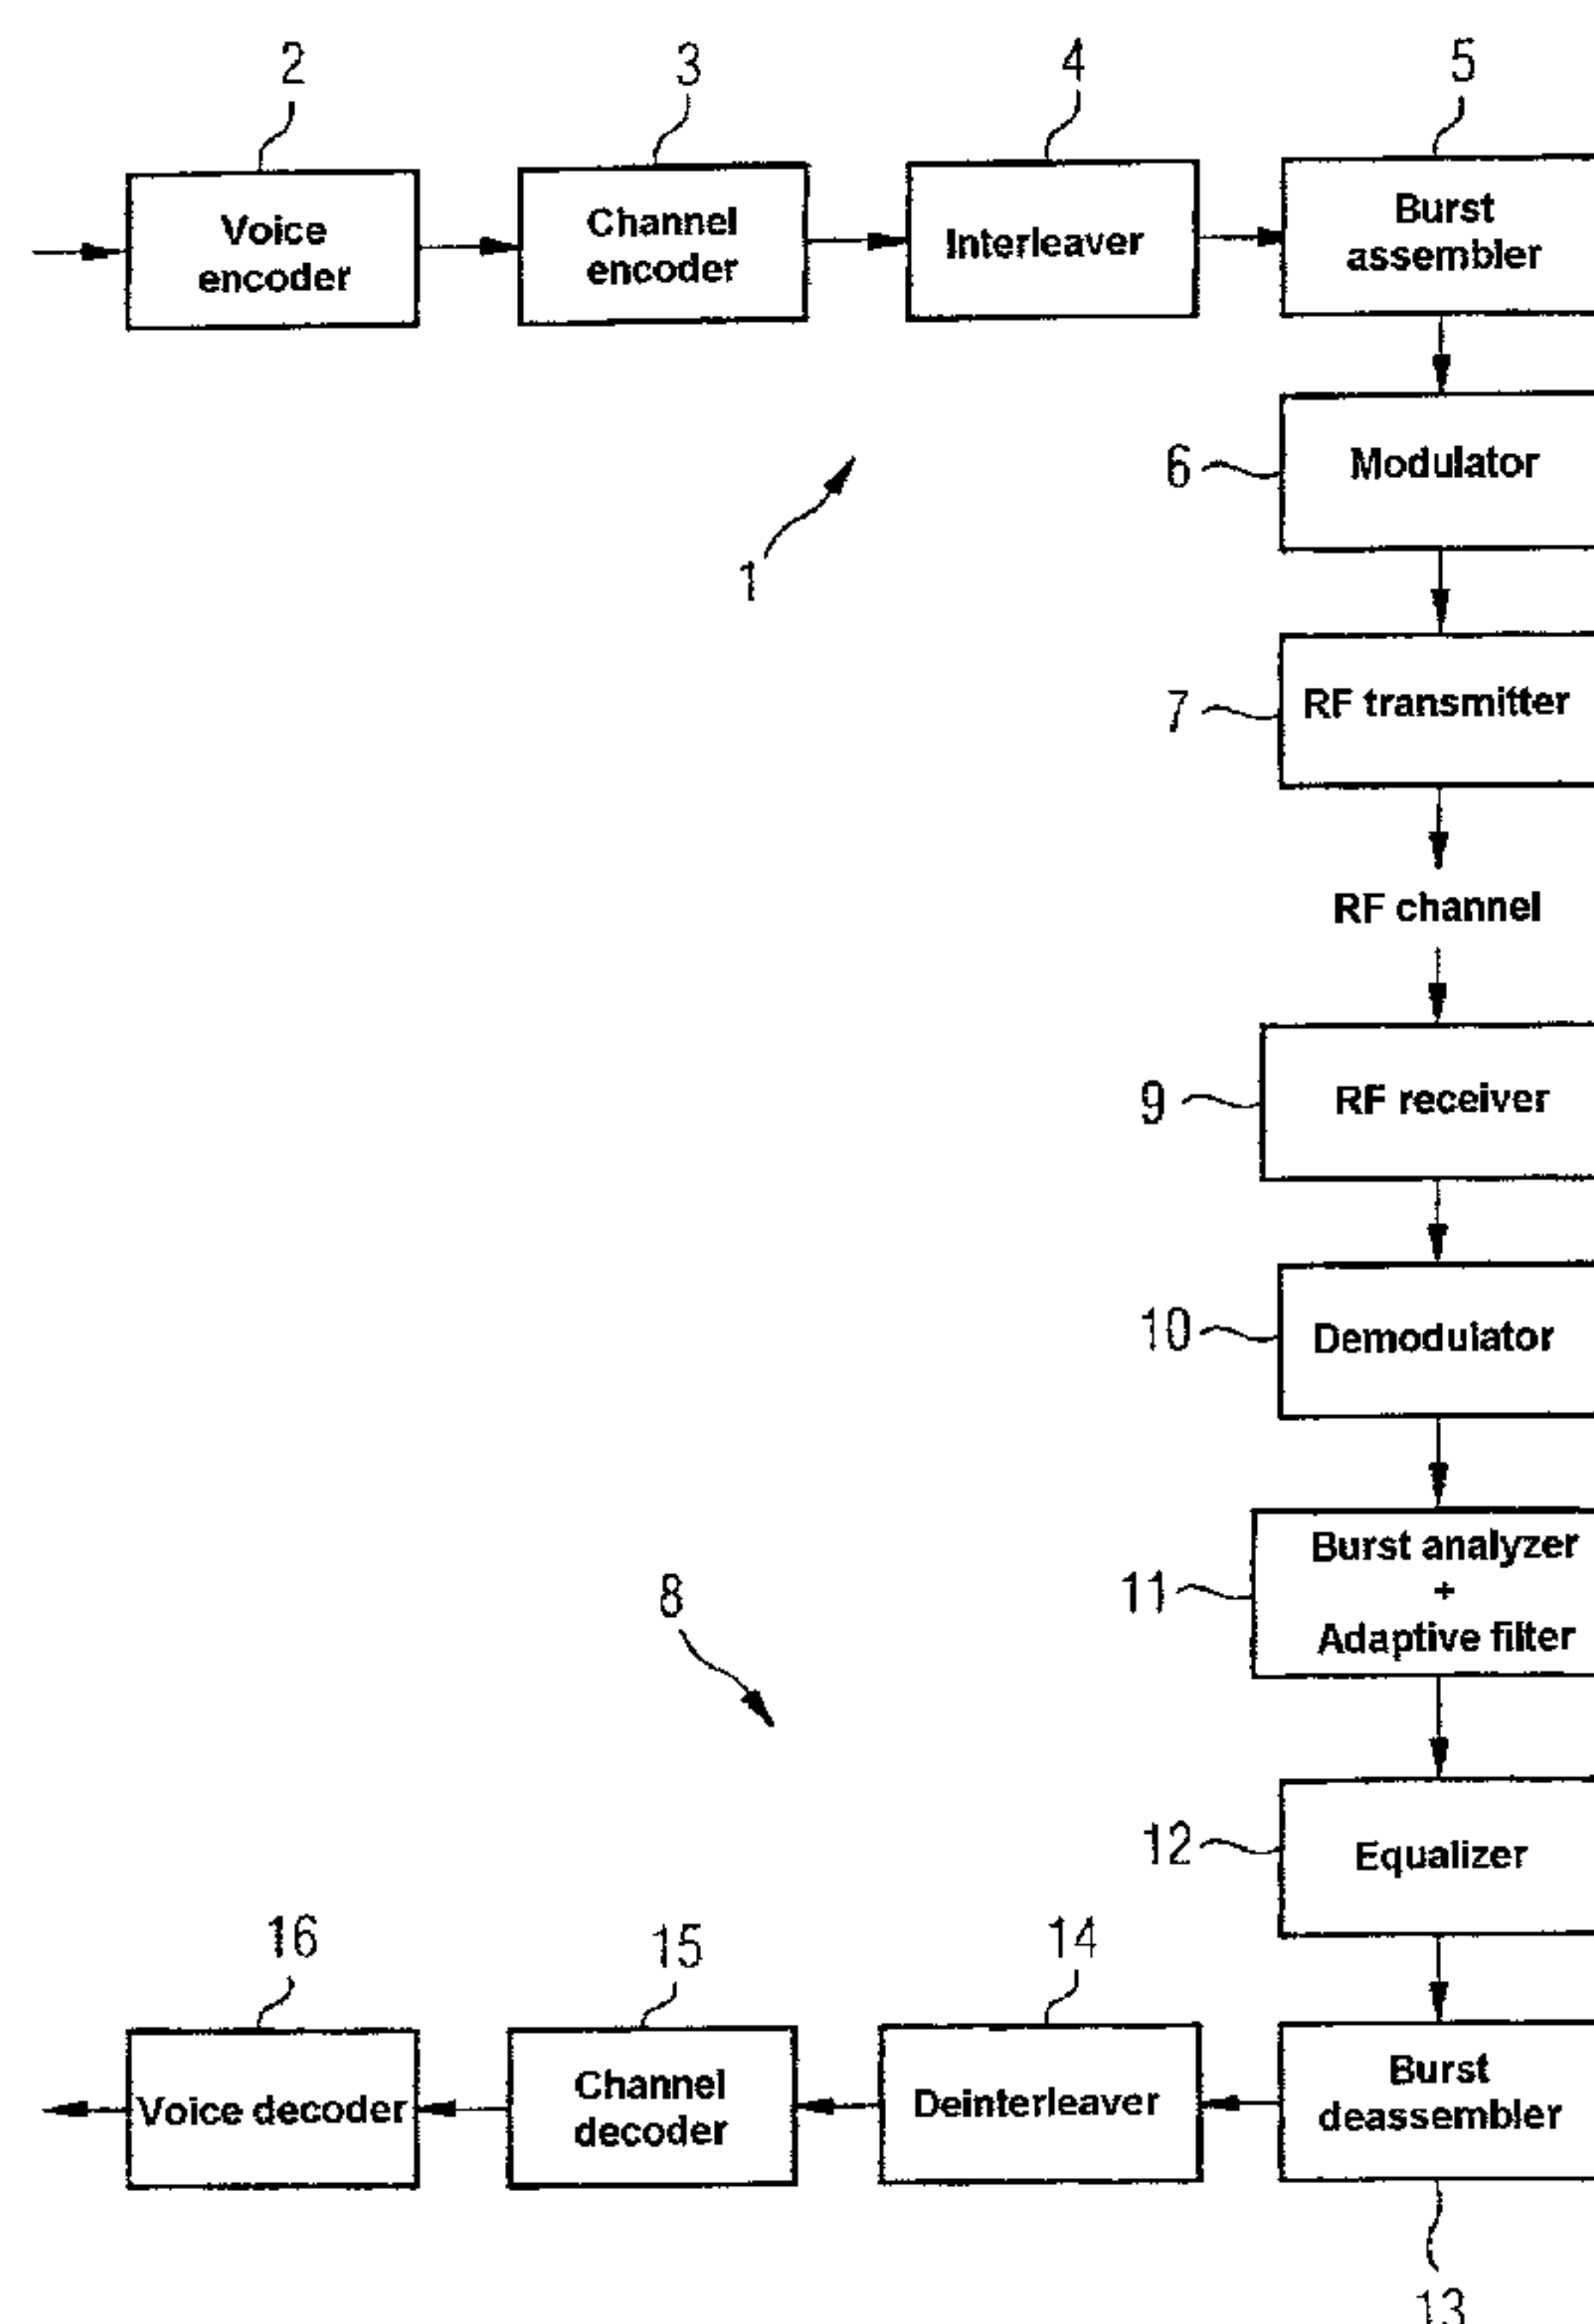 2
3
4
5
Voice
encoder
Channel
encoder
Interleaver
Burst
assembler
6
Modulator
1
7
RF transmitter
RF channel
9
RF receiver
10
Demodulator
11
Burst analyzer
+
Adaptive filter
8
12
Equalizer
16
15
14
Voice decoder
Channel
decoder
Deinterleaver
Burst
deassembler
13